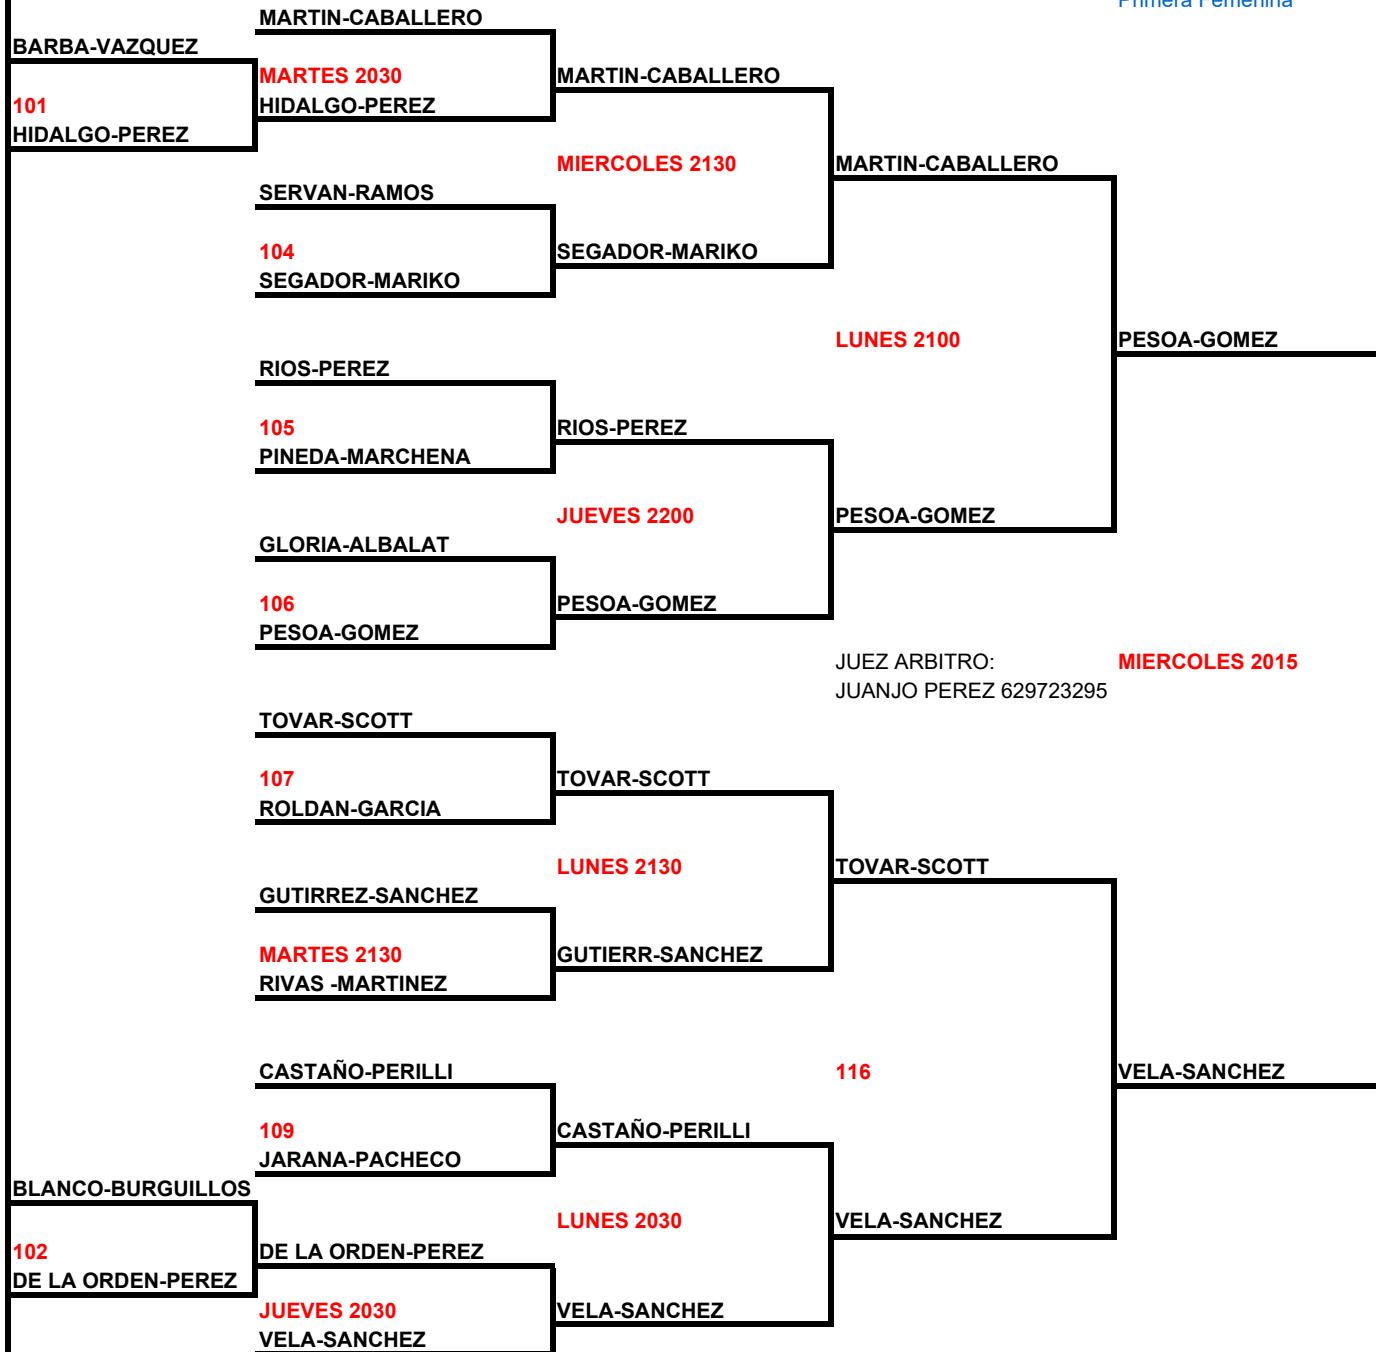 Primera Femenina
MARTIN-CABALLERO
BARBA-VAZQUEZ
MARTES 2030
MARTIN-CABALLERO
101
HIDALGO-PEREZ
HIDALGO-PEREZ
MIERCOLES 2130
MARTIN-CABALLERO
SERVAN-RAMOS
104
SEGADOR-MARIKO
SEGADOR-MARIKO
LUNES 2100
PESOA-GOMEZ
RIOS-PEREZ
105
RIOS-PEREZ
PINEDA-MARCHENA
JUEVES 2200
PESOA-GOMEZ
GLORIA-ALBALAT
106
PESOA-GOMEZ
PESOA-GOMEZ
JUEZ ARBITRO:
MIERCOLES 2015
JUANJO PEREZ 629723295
TOVAR-SCOTT
107
TOVAR-SCOTT
ROLDAN-GARCIA
LUNES 2130
TOVAR-SCOTT
GUTIRREZ-SANCHEZ
MARTES 2130
GUTIERR-SANCHEZ
RIVAS -MARTINEZ
CASTAÑO-PERILLI
116
VELA-SANCHEZ
109
CASTAÑO-PERILLI
JARANA-PACHECO
BLANCO-BURGUILLOS
LUNES 2030
VELA-SANCHEZ
102
DE LA ORDEN-PEREZ
DE LA ORDEN-PEREZ
JUEVES 2030
VELA-SANCHEZ
VELA-SANCHEZ